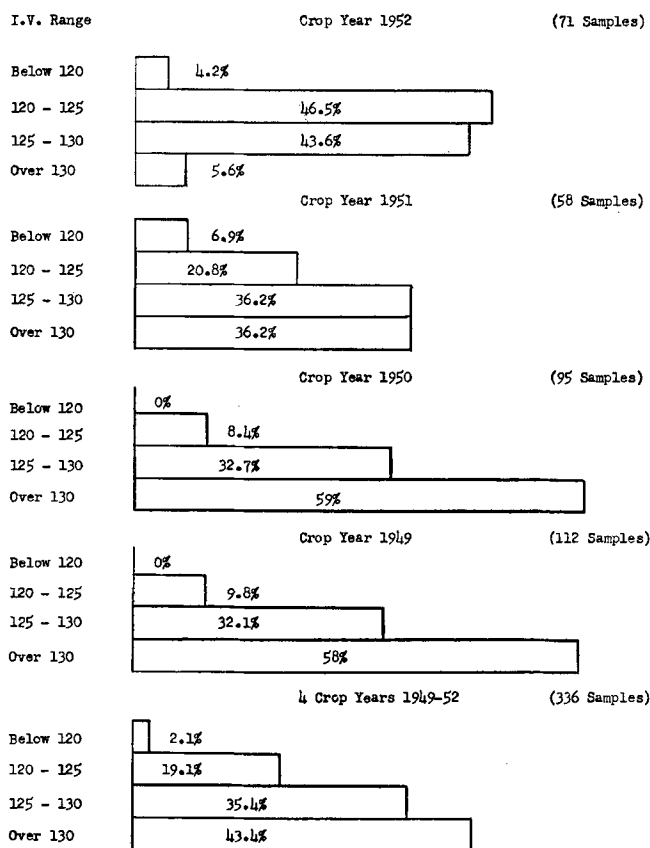 I.V. Range Crop Year 1952 (71 Samples)
Below 120 4.2%
120 - 125 46.5%
125 - 130 43.6%
Over 130 5.6%
Crop Year 1951 (58 Samples)
Below 120 6.9%
120 - 125 20.8%
125 - 130 36.2%
Over 130 36.2%
Crop Year 1950 (95 Samples)
Below 120 0%
120 - 125 8.4%
125 - 130 32.7%
Over 130 59%
Crop Year 1949 (112 Samples)
Below 120 0%
120 - 125 9.8%
125 - 130 32.1%
Over 130 58%
4 Crop Years 1949-52 (336 Samples)
Below 120 2.1%
120 - 125 19.1%
125 - 130 35.4%
Over 130 43.4%